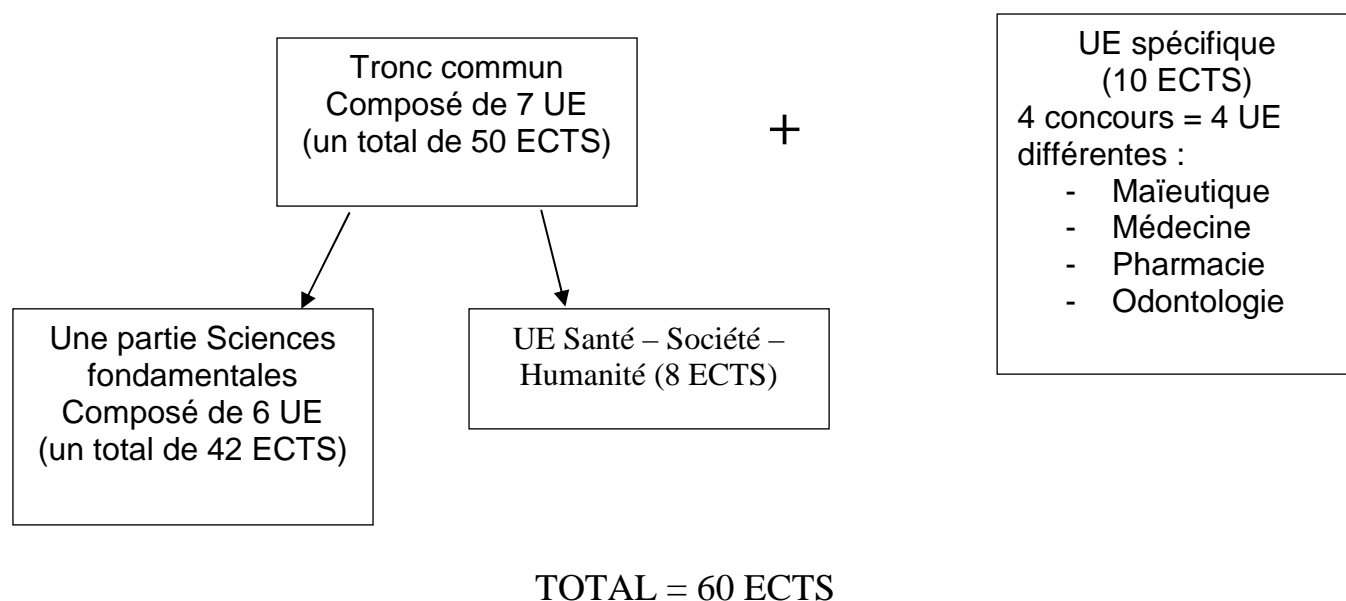 Tronc commun
Composé de 7 UE
(un total de 50 ECTS)
+
UE spécifique
(10 ECTS)
4 concours = 4 UE
différentes :
- Maïeutique
- Médecine
- Pharmacie
- Odontologie
Une partie Sciences
fondamentales
Composé de 6 UE
(un total de 42 ECTS)
UE Santé – Société –
Humanité (8 ECTS)
TOTAL = 60 ECTS